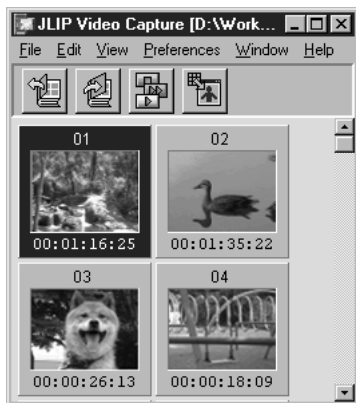 JLIP Video Capture [D:\Work...
File Edit View Preferences Window Help
01 02
00:01:16:25 00:01:35:22
03 04
00:00:26:13 00:00:18:09